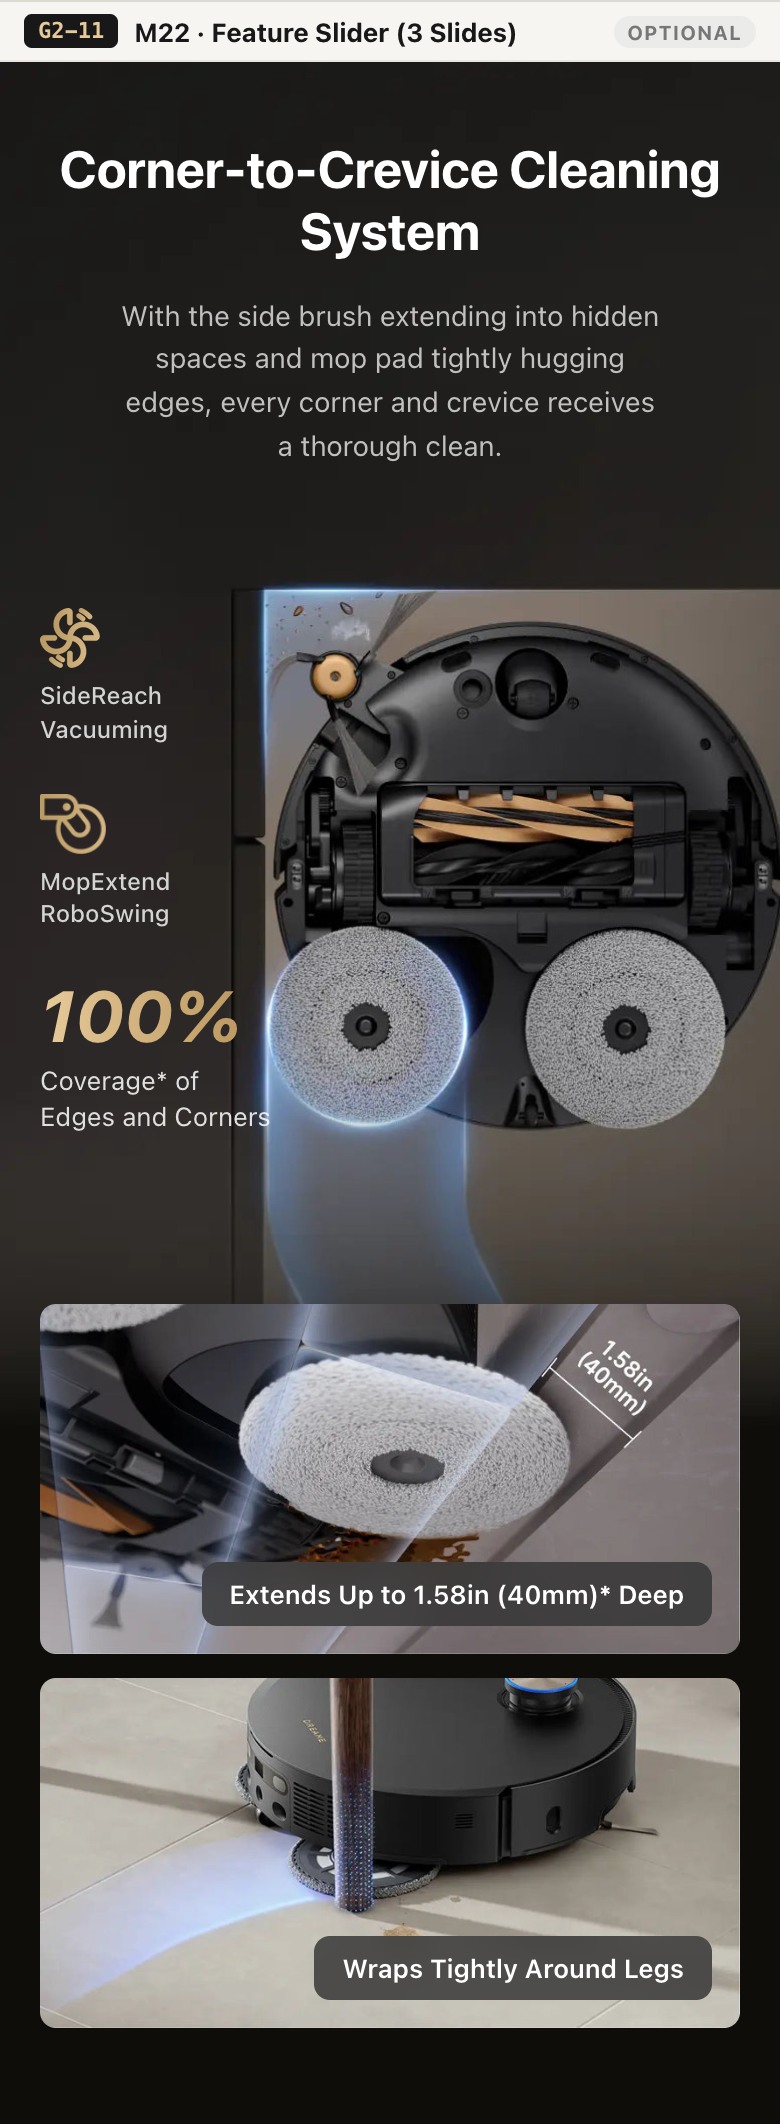 G2-11 M22 · Feature Slider (3 Slides) OPTIONAL
Corner-to-Crevice Cleaning
System
With the side brush extending into hidden
spaces and mop pad tightly hugging
edges, every corner and crevice receives
a thorough clean.
SideReach
Vacuuming
MopExtend
RoboSwing
100%
Coverage* of
Edges and Corners
1.58in
(40mm)
Extends Up to 1.58in (40mm)* Deep
DREAME
Wraps Tightly Around Legs